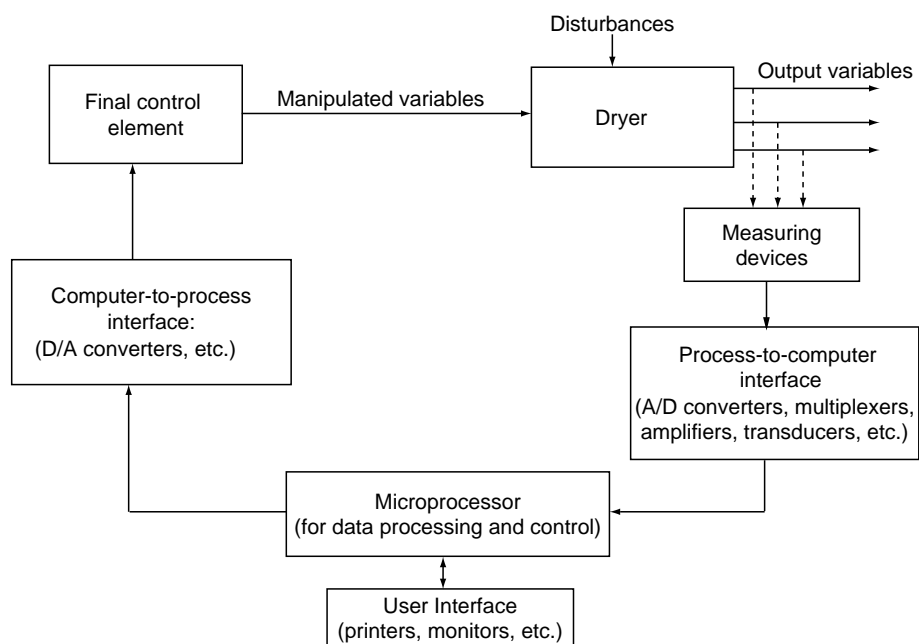 Disturbances
Final control
element
Manipulated variables
Dryer
Output variables
Measuring
devices
Computer-to-process
interface:
(D/A converters, etc.)
Process-to-computer
interface
(A/D converters, multiplexers,
amplifiers, transducers, etc.)
Microprocessor
(for data processing and control)
User Interface
(printers, monitors, etc.)